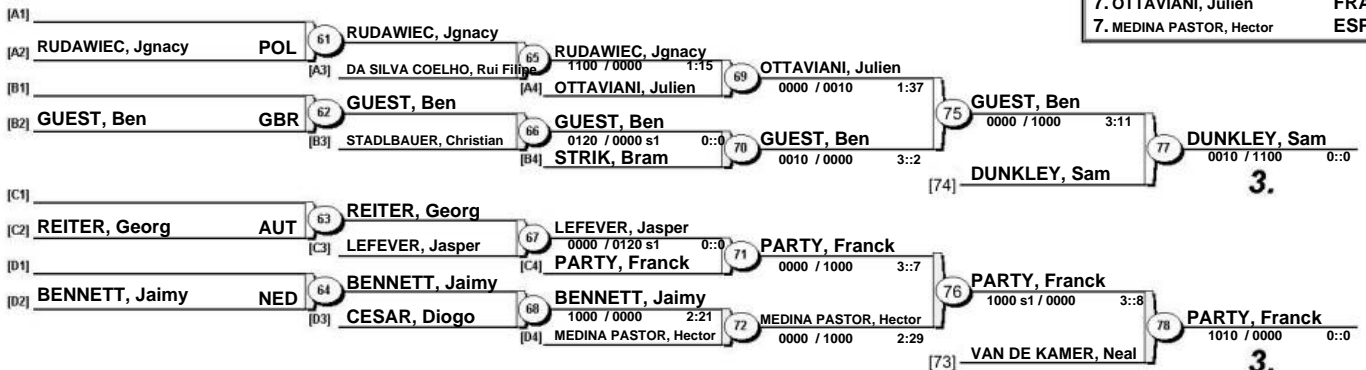 7. OTTAVIANI, Julien FRA
7. MEDINA PASTOR, Hector ESP
[A1]
[A2] RUDAWIEC, Jgnacy POL
61
RUDAWIEC, Jgnacy
[A3] DA SILVA COELHO, Rui Filipe
65
RUDAWIEC, Jgnacy
1100 / 0000 1:15
[A4] OTTAVIANI, Julien
69
OTTAVIANI, Julien
0000 / 0010 1:37
[B1]
[B2] GUEST, Ben GBR
62
GUEST, Ben
[B3] STADLBAUER, Christian
66
GUEST, Ben
0120 / 0000 s1 0::0
[B4] STRIK, Bram
70
GUEST, Ben
0010 / 0000 3::2
75
GUEST, Ben
0000 / 1000 3:11
[74] DUNKLEY, Sam
77
DUNKLEY, Sam
0010 / 1100 0::0
3.
[C1]
[C2] REITER, Georg AUT
63
REITER, Georg
[C3] LEFEVER, Jasper
67
LEFEVER, Jasper
0000 / 0120 s1 0::0
[C4] PARTY, Franck
71
PARTY, Franck
0000 / 1000 3::7
[D1]
[D2] BENNETT, Jaimy NED
64
BENNETT, Jaimy
[D3] CESAR, Diogo
68
BENNETT, Jaimy
1000 / 0000 2:21
[D4] MEDINA PASTOR, Hector
72
MEDINA PASTOR, Hector
0000 / 1000 2:29
76
PARTY, Franck
1000 s1 / 0000 3::8
[73] VAN DE KAMER, Neal
78
PARTY, Franck
1010 / 0000 0::0
3.